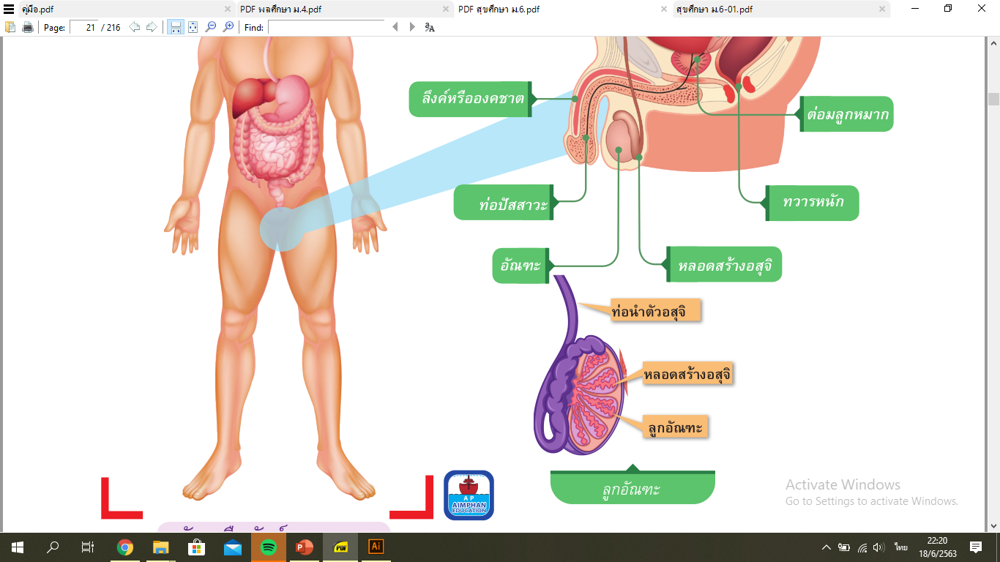 คู่มือ.pdf
PDF พลศึกษา ม.4.pdf
PDF สุขศึกษา ม.6.pdf
สุขศึกษา ม.6-01.pdf
Page: 21 / 216
Find:
ลึงค์หรือองคชาต
ต่อมลูกหมาก
ท่อปัสสาวะ
ทวารหนัก
อัณฑะ
หลอดสร้างอสุจิ
ท่อนำตัวอสุจิ
หลอดสร้างอสุจิ
ลูกอัณฑะ
ลูกอัณฑะ
A P
AIMPHAN
EDUCATION
Activate Windows
Go to Settings to activate Windows.
ไทย
22:20
18/6/2563